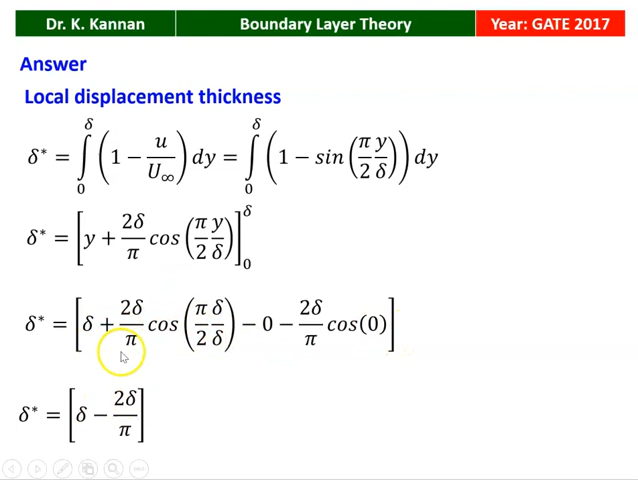 Dr. K. Kannan
Boundary Layer Theory
Year: GATE 2017
Answer
Local displacement thickness
δ* = ∫₀^δ (1 − u/U∞) dy = ∫₀^δ (1 − sin(π/2 y/δ)) dy
δ* = [y + 2δ/π cos(π/2 y/δ)]₀^δ
δ* = [δ + 2δ/π cos(π/2 δ/δ) − 0 − 2δ/π cos(0)]
δ* = [δ − 2δ/π]